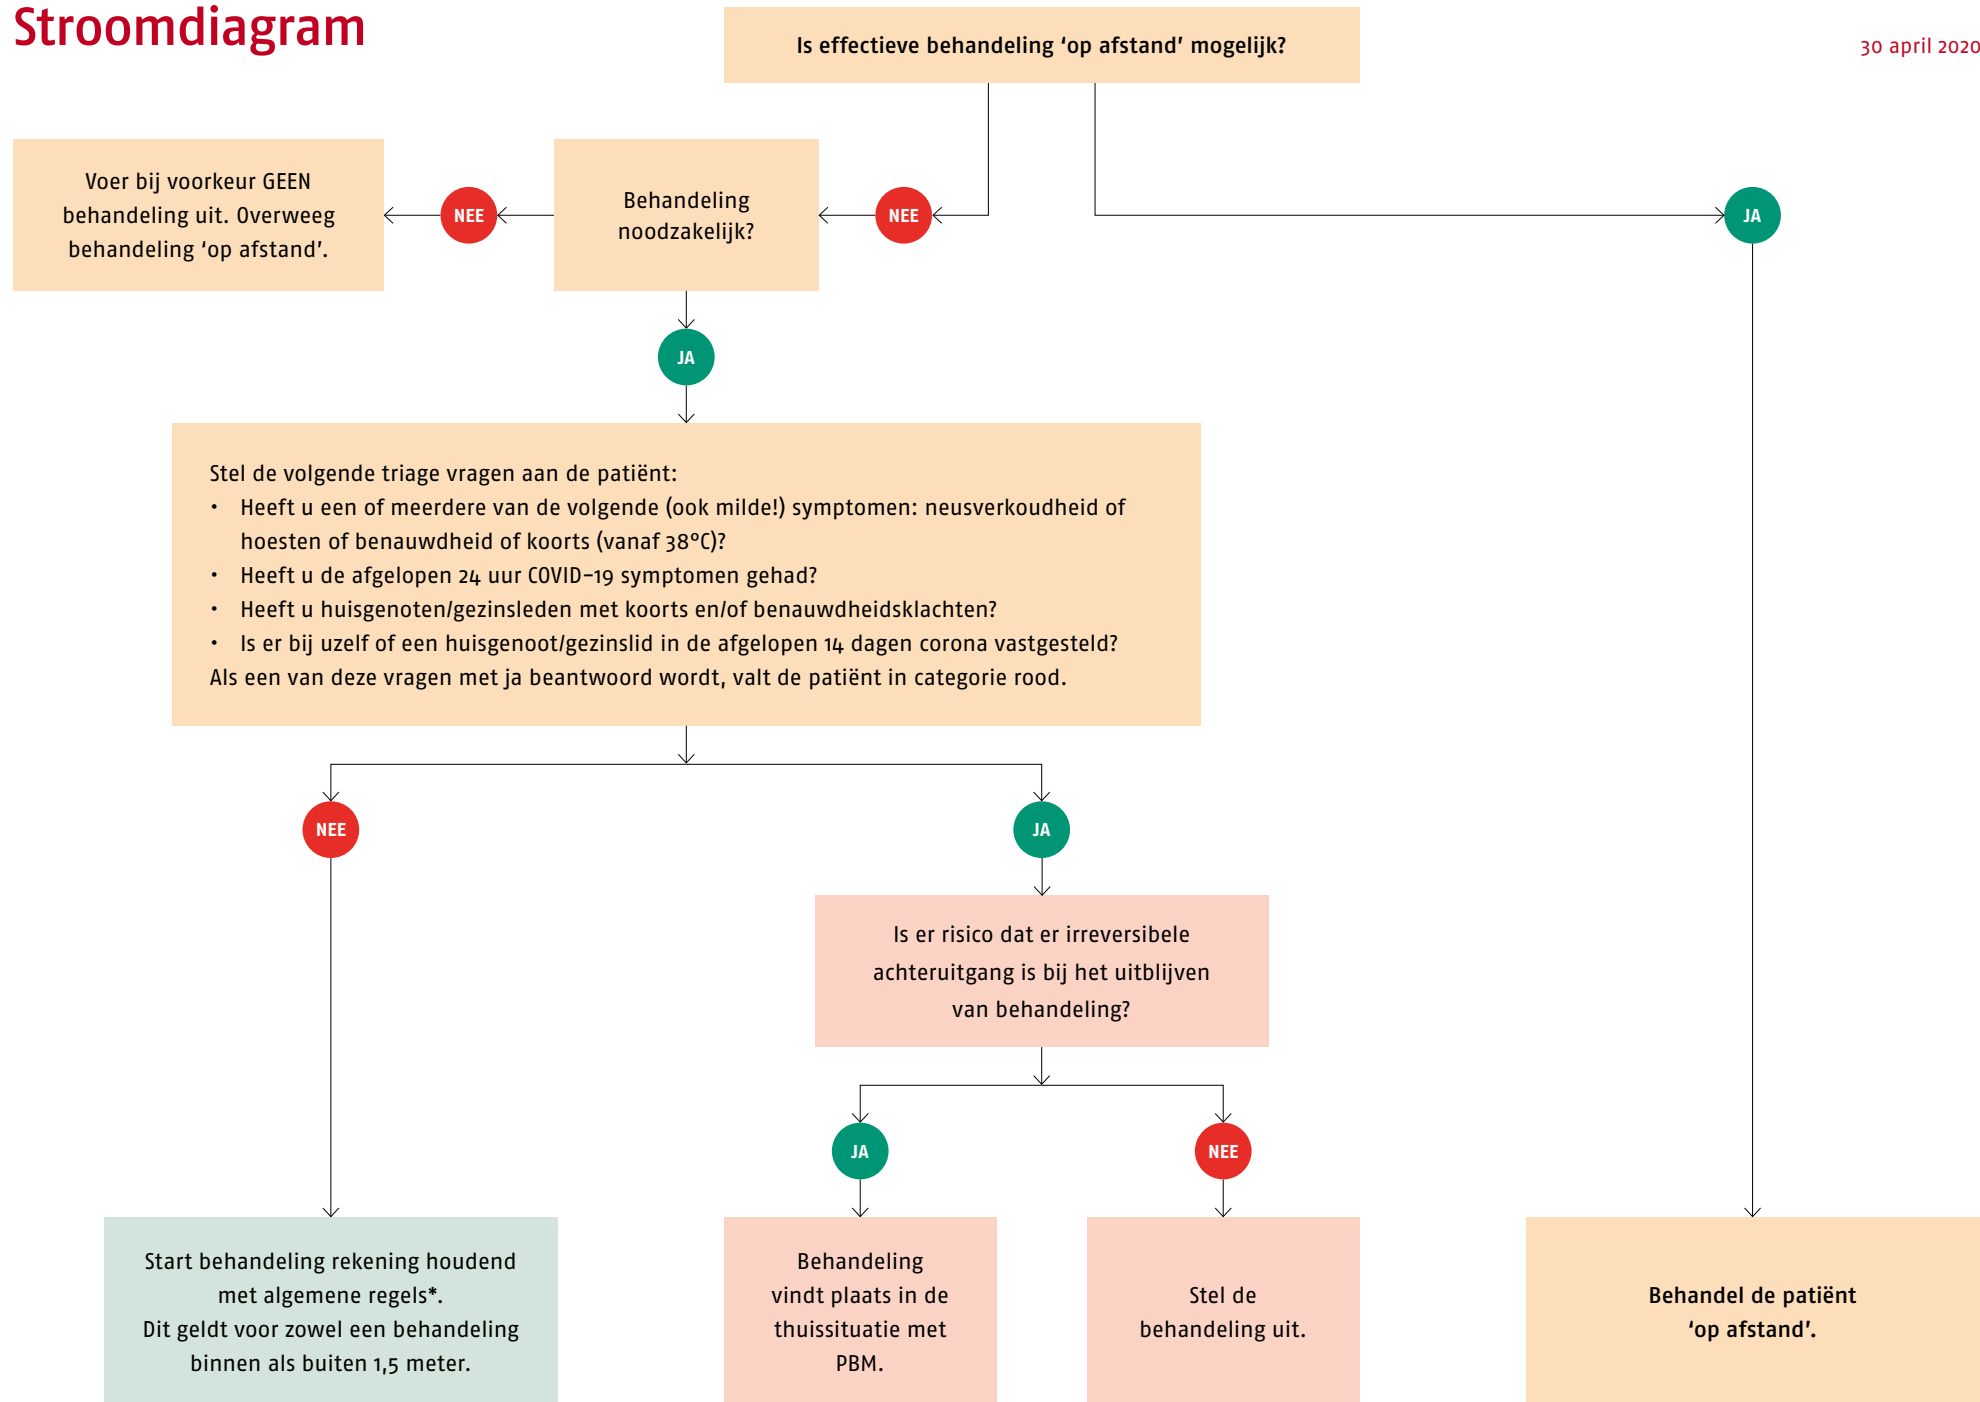 Stroomdiagram
Is effectieve behandeling ‘op afstand’ mogelijk?
30 april 2020
Voer bij voorkeur GEEN
behandeling uit. Overweeg
behandeling ‘op afstand’.
NEE
Behandeling
noodzakelijk?
NEE
JA
JA
Stel de volgende triage vragen aan de patiënt:
• Heeft u een of meerdere van de volgende (ook milde!) symptomen: neusverkoudheid of
hoesten of benauwdheid of koorts (vanaf 38°C)?
• Heeft u de afgelopen 24 uur COVID-19 symptomen gehad?
• Heeft u huisgenoten/gezinsleden met koorts en/of benauwdheidsklachten?
• Is er bij uzelf of een huisgenoot/gezinslid in de afgelopen 14 dagen corona vastgesteld?
Als een van deze vragen met ja beantwoord wordt, valt de patiënt in categorie rood.
NEE
JA
Is er risico dat er irreversibele
achteruitgang is bij het uitblijven
van behandeling?
JA
NEE
Start behandeling rekening houdend
met algemene regels*.
Dit geldt voor zowel een behandeling
binnen als buiten 1,5 meter.
Behandeling
vindt plaats in de
thuissituatie met
PBM.
Stel de
behandeling uit.
Behandel de patiënt
‘op afstand’.